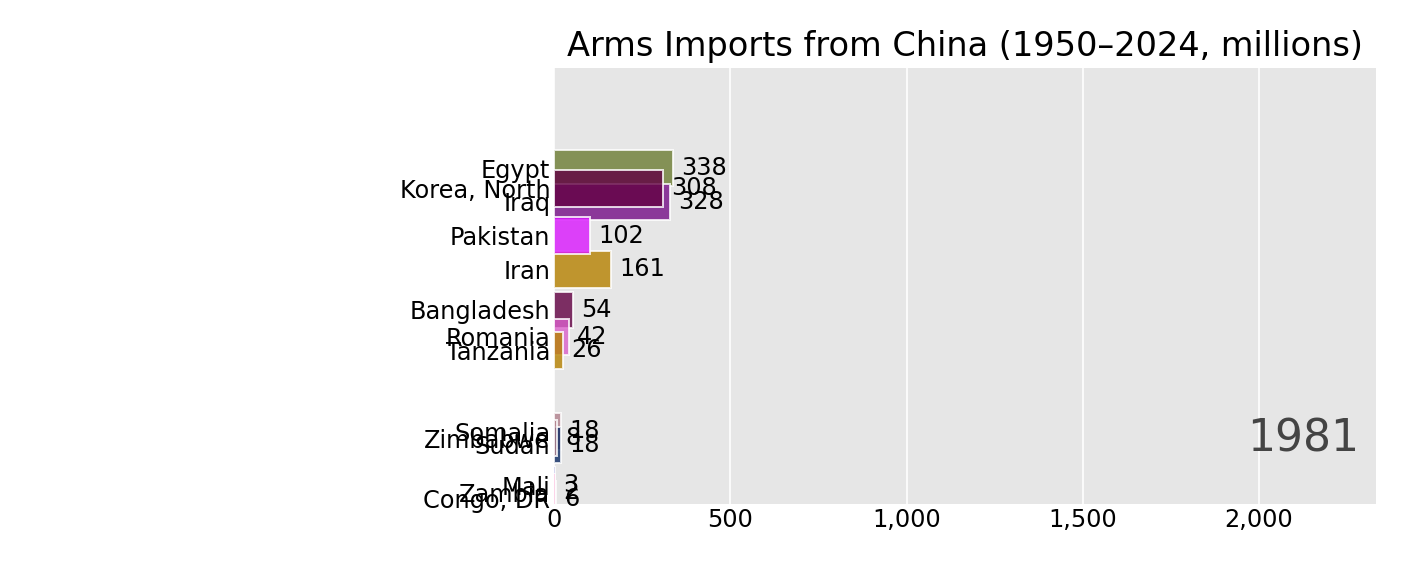 Arms Imports from China (1950–2024, millions)
Egypt 338
Korea, North 308
Iraq 328
Pakistan 102
Iran 161
Bangladesh 54
Romania 42
Tanzania 26
Somalia 18
Zimbabwe 8
Sudan 18
Mali 3
Zambia
Congo, DR 6
1981
0 500 1,000 1,500 2,000